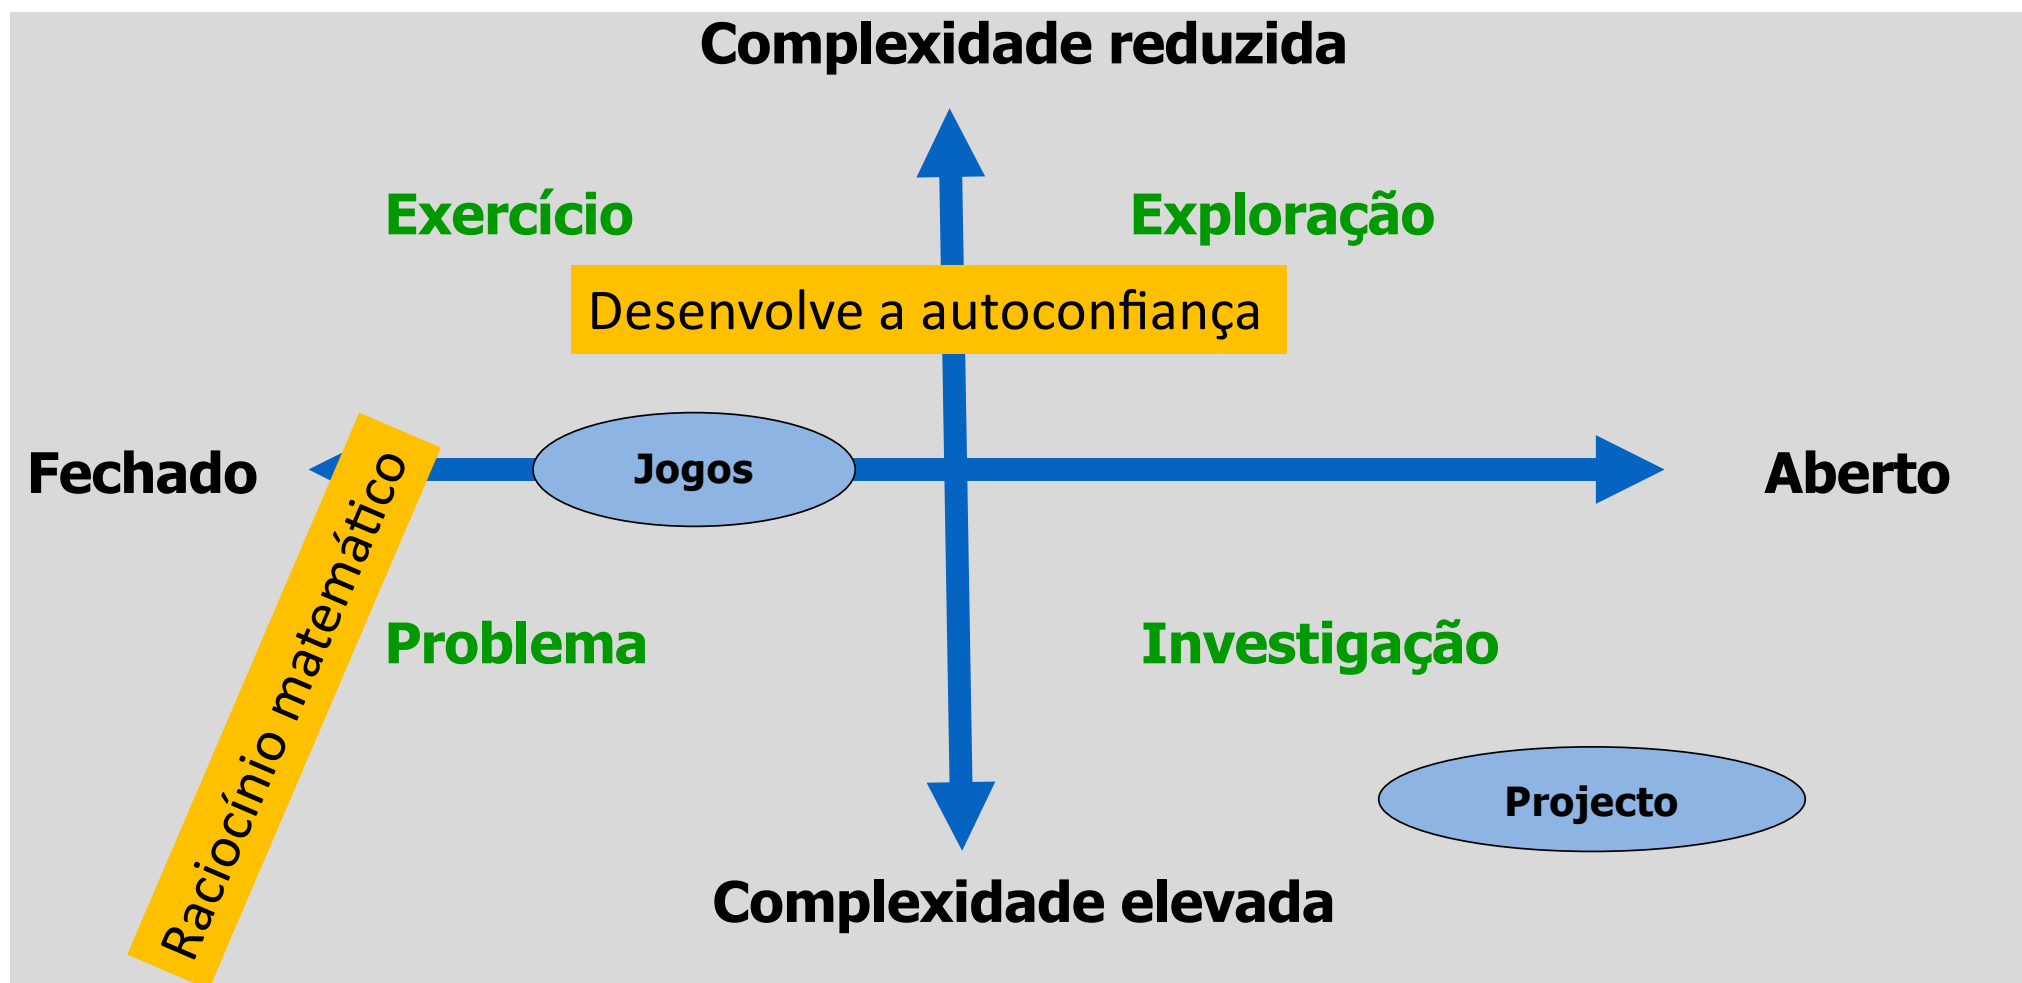 Complexidade reduzida
Exercício
Exploração
Desenvolve a autoconfiança
Fechado
Jogos
Aberto
Raciocínio matemático
Problema
Investigação
Projecto
Complexidade elevada